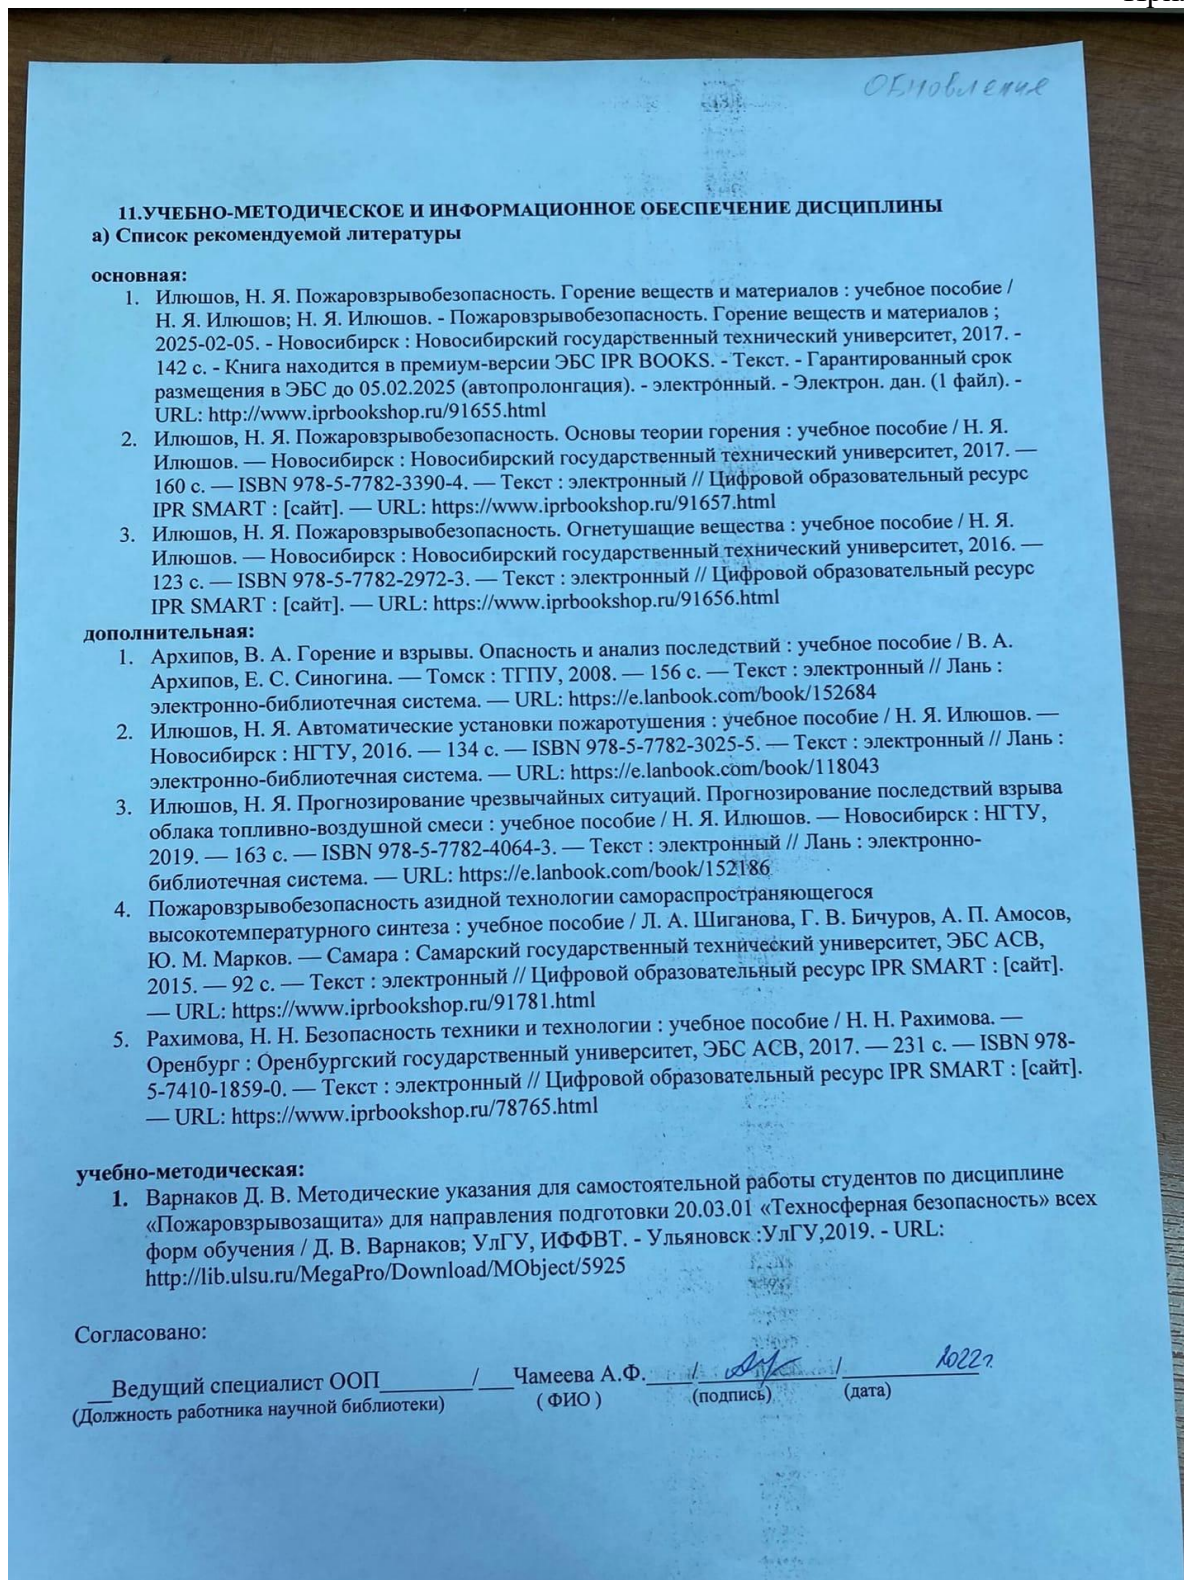 Обновление
11.УЧЕБНО-МЕТОДИЧЕСКОЕ И ИНФОРМАЦИОННОЕ ОБЕСПЕЧЕНИЕ ДИСЦИПЛИНЫ
а) Список рекомендуемой литературы
основная:
1. Илюшов, Н. Я. Пожаровзрывобезопасность. Горение веществ и материалов : учебное пособие /
Н. Я. Илюшов; Н. Я. Илюшов. - Пожаровзрывобезопасность. Горение веществ и материалов ;
2025-02-05. - Новосибирск : Новосибирский государственный технический университет, 2017. -
142 с. - Книга находится в премиум-версии ЭБС IPR BOOKS. - Текст. - Гарантированный срок
размещения в ЭБС до 05.02.2025 (автопролонгация). - электронный. - Электрон. дан. (1 файл). -
URL: http://www.iprbookshop.ru/91655.html
2. Илюшов, Н. Я. Пожаровзрывобезопасность. Основы теории горения : учебное пособие / Н. Я.
Илюшов. — Новосибирск : Новосибирский государственный технический университет, 2017. —
160 с. — ISBN 978-5-7782-3390-4. — Текст : электронный // Цифровой образовательный ресурс
IPR SMART : [сайт]. — URL: https://www.iprbookshop.ru/91657.html
3. Илюшов, Н. Я. Пожаровзрывобезопасность. Огнетушащие вещества : учебное пособие / Н. Я.
Илюшов. — Новосибирск : Новосибирский государственный технический университет, 2016. —
123 с. — ISBN 978-5-7782-2972-3. — Текст : электронный // Цифровой образовательный ресурс
IPR SMART : [сайт]. — URL: https://www.iprbookshop.ru/91656.html
дополнительная:
1. Архипов, В. А. Горение и взрывы. Опасность и анализ последствий : учебное пособие / В. А.
Архипов, Е. С. Синогина. — Томск : ТГПУ, 2008. — 156 с. — Текст : электронный // Лань :
электронно-библиотечная система. — URL: https://e.lanbook.com/book/152684
2. Илюшов, Н. Я. Автоматические установки пожаротушения : учебное пособие / Н. Я. Илюшов. —
Новосибирск : НГТУ, 2016. — 134 с. — ISBN 978-5-7782-3025-5. — Текст : электронный // Лань :
электронно-библиотечная система. — URL: https://e.lanbook.com/book/118043
3. Илюшов, Н. Я. Прогнозирование чрезвычайных ситуаций. Прогнозирование последствий взрыва
облака топливно-воздушной смеси : учебное пособие / Н. Я. Илюшов. — Новосибирск : НГТУ,
2019. — 163 с. — ISBN 978-5-7782-4064-3. — Текст : электронный // Лань : электронно-
библиотечная система. — URL: https://e.lanbook.com/book/152186
4. Пожаровзрывобезопасность азидной технологии самораспространяющегося
высокотемпературного синтеза : учебное пособие / Л. А. Шиганова, Г. В. Бичуров, А. П. Амосов,
Ю. М. Марков. — Самара : Самарский государственный технический университет, ЭБС АСВ,
2015. — 92 с. — Текст : электронный // Цифровой образовательный ресурс IPR SMART : [сайт].
— URL: https://www.iprbookshop.ru/91781.html
5. Рахимова, Н. Н. Безопасность техники и технологии : учебное пособие / Н. Н. Рахимова. —
Оренбург : Оренбургский государственный университет, ЭБС АСВ, 2017. — 231 с. — ISBN 978-
5-7410-1859-0. — Текст : электронный // Цифровой образовательный ресурс IPR SMART : [сайт].
— URL: https://www.iprbookshop.ru/78765.html
учебно-методическая:
1. Варнаков Д. В. Методические указания для самостоятельной работы студентов по дисциплине
«Пожаровзрывозащита» для направления подготовки 20.03.01 «Техносферная безопасность» всех
форм обучения / Д. В. Варнаков; УлГУ, ИФФВТ. - Ульяновск :УлГУ,2019. - URL:
http://lib.ulsu.ru/MegaPro/Download/MObject/5925
Согласовано:
__Ведущий специалист ООП________/___Чамеева А.Ф.____/____________/ 2022г
(Должность работника научной библиотеки) ( ФИО ) (подпись) (дата)